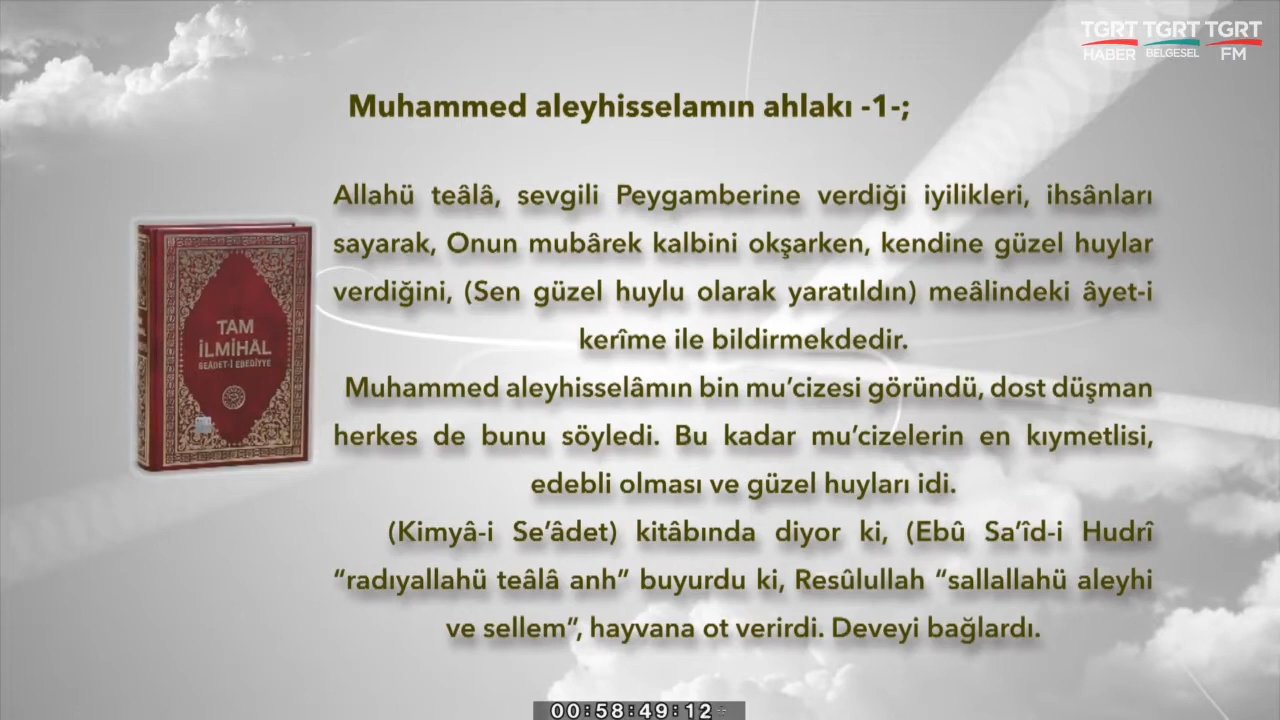 TGRT TGRT TGRT
HABER BELGESEL FM
Muhammed aleyhisselamın ahlakı -1-;
Allahü teâlâ, sevgili Peygamberine verdiği iyilikleri, ihsânları
sayarak, Onun mubârek kalbini okşarken, kendine güzel huylar
verdiğini, (Sen güzel huylu olarak yaratıldın) meâlindeki âyet-i
kerîme ile bildirmekdedir.
Muhammed aleyhisselâmın bin mu’cizesi göründü, dost düşman
herkes de bunu söyledi. Bu kadar mu’cizelerin en kıymetlisi,
edebli olması ve güzel huyları idi.
(Kimyâ-i Se’âdet) kitâbında diyor ki, (Ebû Sa’îd-i Hudrî
“radıyallahü teâlâ anh” buyurdu ki, Resûlullah “sallallahü aleyhi
ve sellem”, hayvana ot verirdi. Deveyi bağlardı.
TAM
İLMİHÂL
SEÂDET-İ EBEDİYYE
00:58:49:12